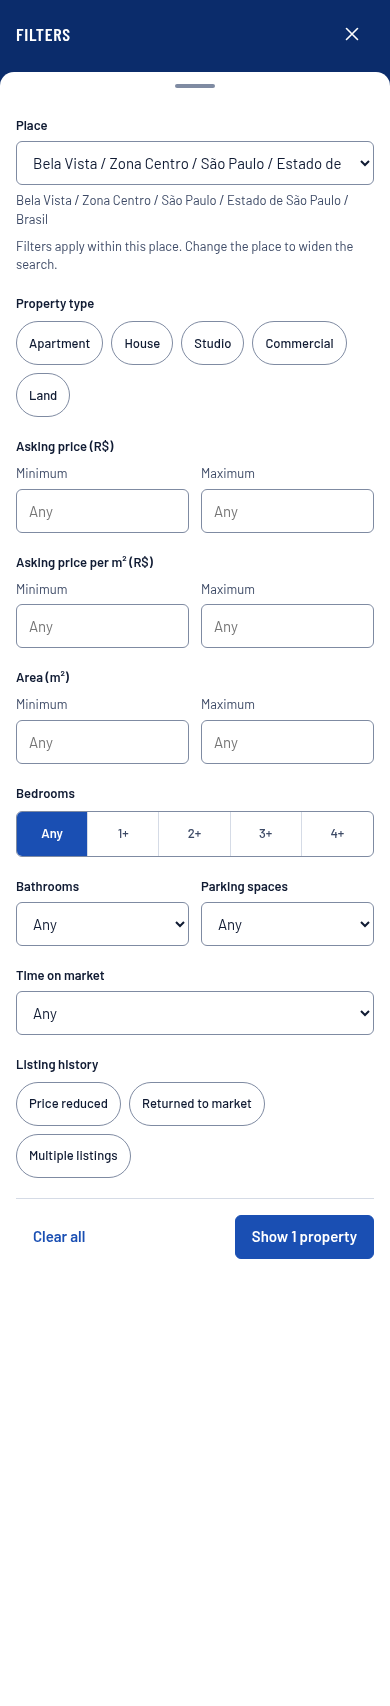 FILTERS
Place
Bela Vista / Zona Centro / São Paulo / Estado de
Bela Vista / Zona Centro / São Paulo / Estado de São Paulo /
Brasil
Filters apply within this place. Change the place to widen the
search.
Property type
Apartment House Studio Commercial
Land
Asking price (R$)
Minimum Maximum
Any Any
Asking price per m² (R$)
Minimum Maximum
Any Any
Area (m²)
Minimum Maximum
Any Any
Bedrooms
Any 1+ 2+ 3+ 4+
Bathrooms Parking spaces
Any Any
Time on market
Any
Listing history
Price reduced Returned to market
Multiple listings
Clear all Show 1 property